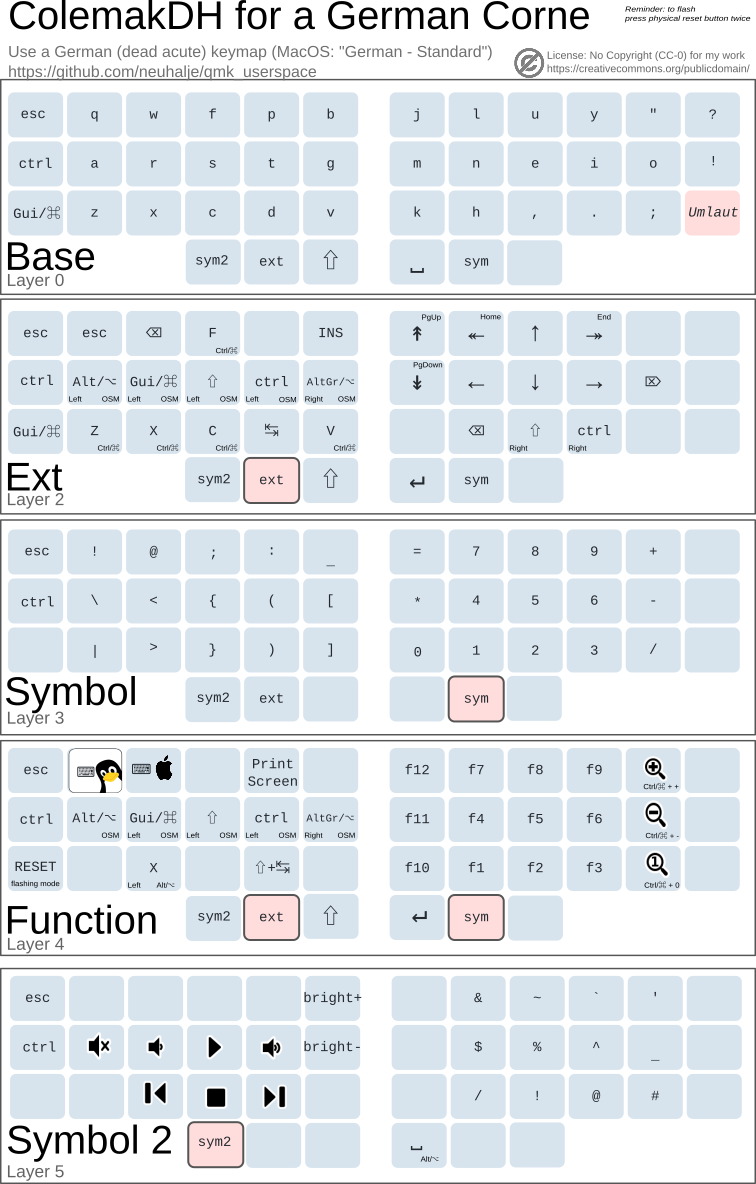 ColemakDH for a German Corne
Reminder: to flash
press physical reset button twice
Use a German (dead acute) keymap (MacOS: "German - Standard")
https://github.com/neuhalje/qmk_userspace
License: No Copyright (CC-0) for my work
https://creativecommons.org/publicdomain/
esc q w f p b j l u y " ?
ctrl a r s t g m n e i o !
Gui/⌘ z x c d v k h , . ; Umlaut
Base
Layer 0
sym2 ext ⇧ ␣ sym
esc esc ⌫ F Ctrl/⌘ INS PgUp ↟ Home ↞ ↑ End ↠
ctrl Alt/⌥ Left OSM Gui/⌘ Left OSM ⇧ Left OSM ctrl Left OSM AltGr/⌥ Right OSM PgDown ↡ ← ↓ → ⌦
Gui/⌘ Z Ctrl/⌘ X Ctrl/⌘ C Ctrl/⌘ ↹ V Ctrl/⌘ ⌫ ⇧ Right ctrl Right
Ext
Layer 2
sym2 ext ⇧ ↵ sym
esc ! @ ; : _ = 7 8 9 +
ctrl \ < { ( [ * 4 5 6 -
| > } ) ] 0 1 2 3 /
Symbol
Layer 3
sym2 ext sym
esc ⌨ ⌨ Print Screen f12 f7 f8 f9 Ctrl/⌘ + +
ctrl Alt/⌥ OSM Gui/⌘ Left OSM ⇧ Left OSM ctrl Left OSM AltGr/⌥ Right OSM f11 f4 f5 f6 Ctrl/⌘ + -
RESET flashing mode X Left Alt/⌥ ⇧+↹ f10 f1 f2 f3 1 Ctrl/⌘ + 0
Function
Layer 4
sym2 ext ⇧ ↵ sym
esc bright+ & ~ ` '
ctrl bright- $ % ^ _
/ ! @ #
Symbol 2
Layer 5
sym2 ␣ Alt/⌥